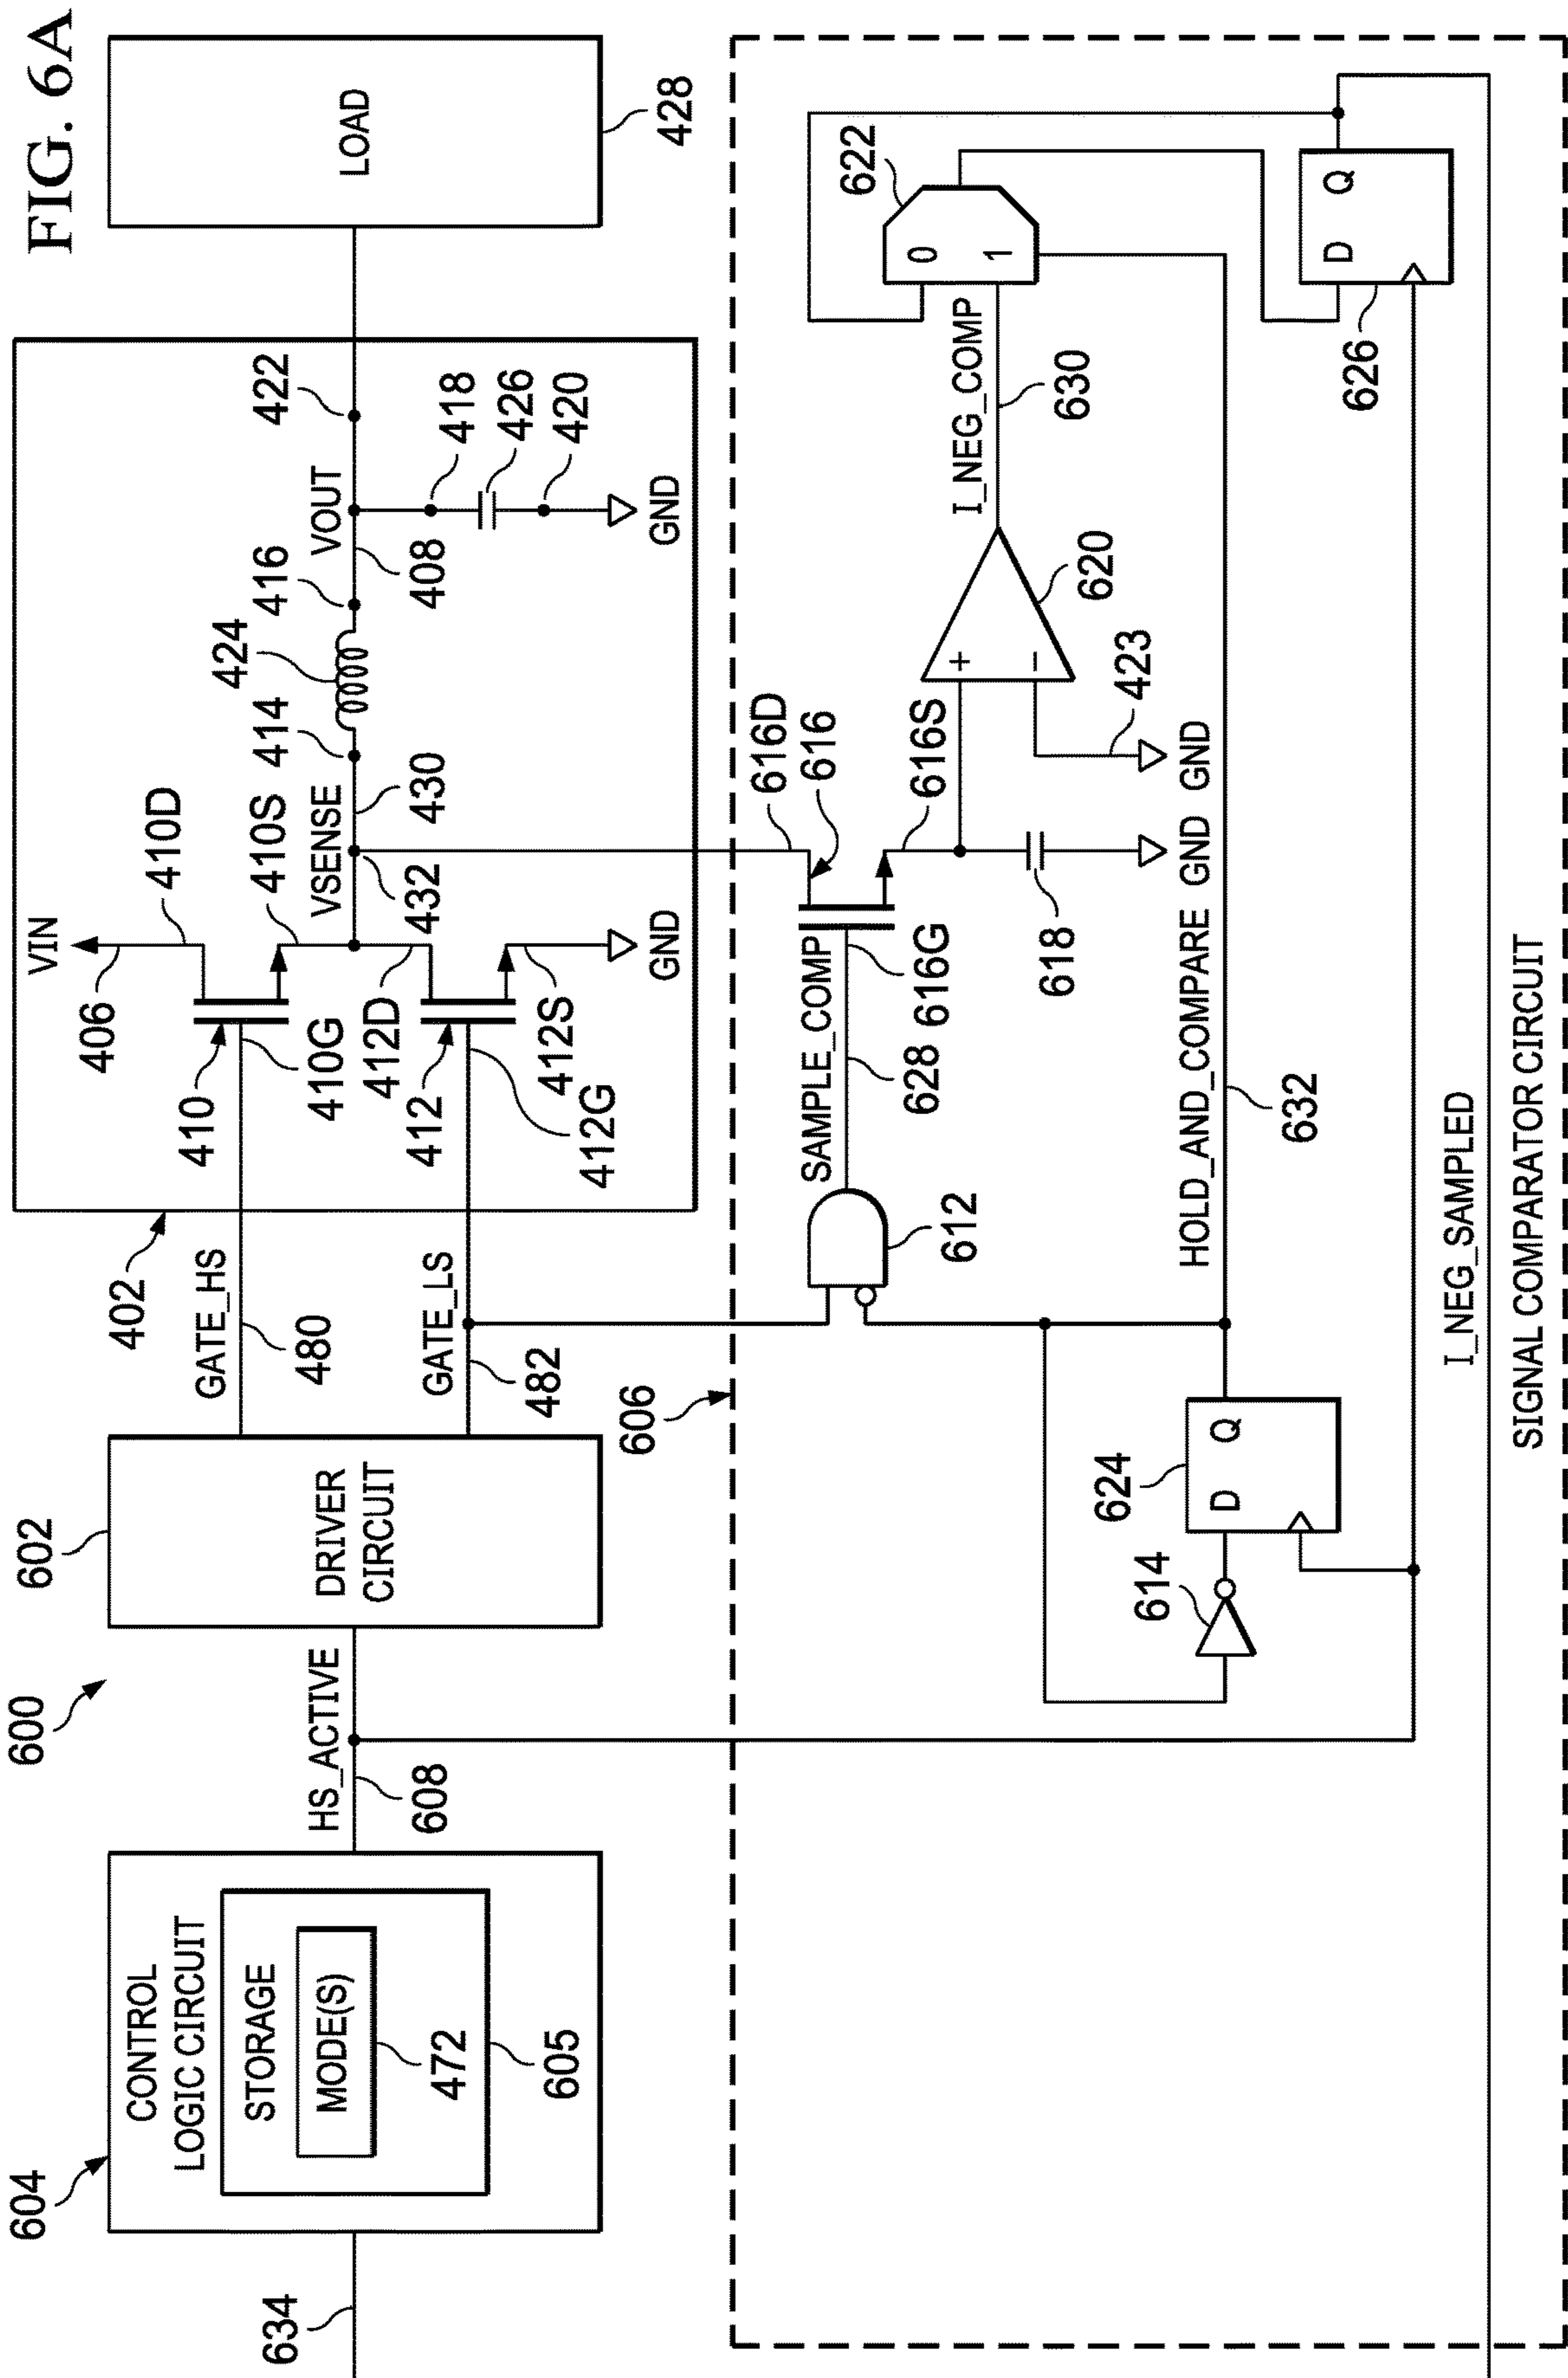 FIG. 6A
600
604
CONTROL
LOGIC CIRCUIT
STORAGE
MODE(S)
472
605
634
HS_ACTIVE
608
602
DRIVER
CIRCUIT
GATE_HS
480
GATE_LS
482
402
VIN
406
410D
410
410G
410S
412D
412
412G
412S
GND
VSENSE
432
430
414
424
416
VOUT
408
418
426
420
GND
422
LOAD
428
606
612
SAMPLE_COMP
628
616G
616D
616
616S
618
GND
423
GND
+
−
620
I_NEG_COMP
630
622
0
1
HOLD_AND_COMPARE
632
614
624
D Q
626
D Q
I_NEG_SAMPLED
SIGNAL COMPARATOR CIRCUIT